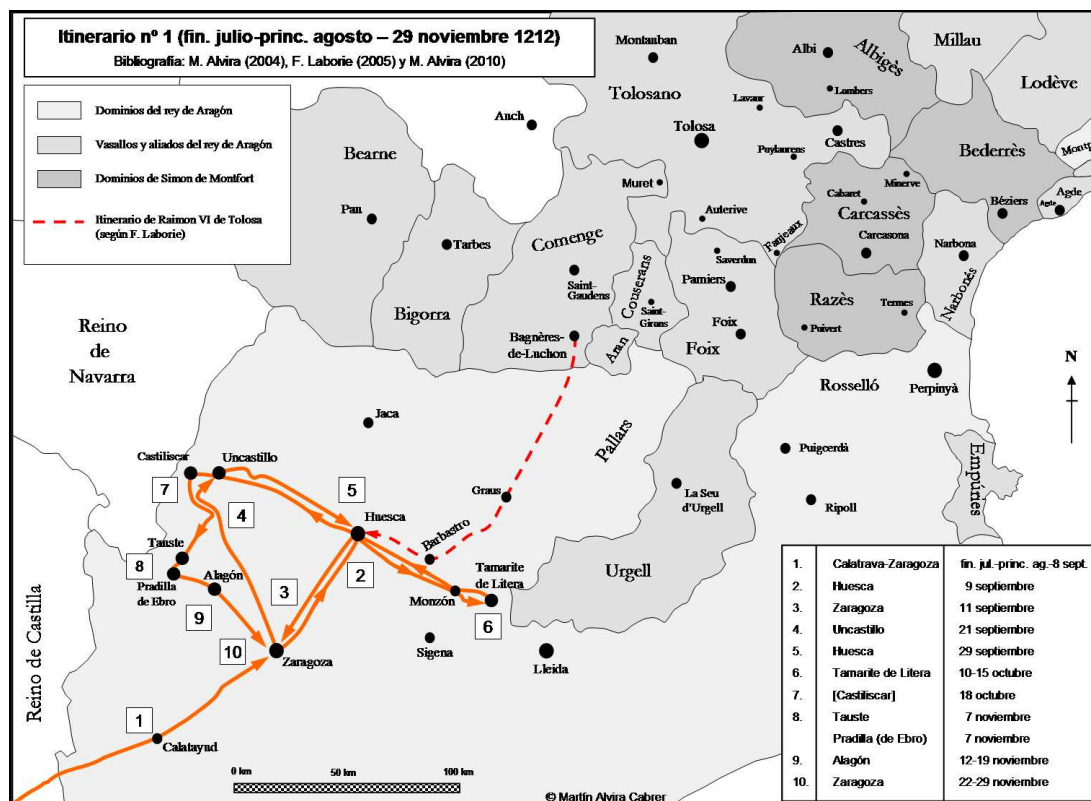 Itinerario nº 1 (fin. julio-princ. agosto – 29 noviembre 1212)
Bibliografía: M. Alvira (2004), F. Laborie (2005) y M. Alvira (2010)
Dominios del rey de Aragón
Vasallos y aliados del rey de Aragón
Dominios de Simon de Montfort
Itinerario de Raimon VI de Tolosa
(según F. Laborie)
Montauban
Albi
Albigès
Millau
Lodève
Tolosano
Lavaur
Lombers
Auch
Tolosa
Castres
Puylaurens
Bederrès
Montp
Bearne
Muret
Minerve
Cabaret
Agde
Agde
Pau
Auterive
Carcassès
Béziers
Tarbes
Comenge
Fanjeaux
Carcasona
Narbona
Saverdun
Saint-
Gaudens
Couserans
Pamiers
Narbonés
Bigorra
Saint-
Girons
Razès
Termes
Reino
de
Navarra
Bagnères-
de-Luchon
Aran
Foix
Foix
Puivert
Rosselló
Perpinyà
N
Jaca
Pallars
Puigcerdà
Empúries
Castiliscar
Uncastillo
7
5
4
Graus
La Seu
d'Urgell
Ripoll
Huesca
Barbastro
Tauste
8
Pradilla
de Ebro
Alagón
3
2
Tamarite
de Litera
Monzón
Urgell
9
6
10
Zaragoza
Sigena
Lleida
Reino de Castilla
1
Calatayud
0 km
50 km
100 km
© Martín Alvira Cabrer
1. Calatrava-Zaragoza fin. jul.-princ. ag.-8 sept.
2 Huesca 9 septiembre
3. Zaragoza 11 septiembre
4. Uncastillo 21 septiembre
5. Huesca 29 septiembre
6. Tamarite de Litera 10-15 octubre
7. [Castiliscar] 18 octubre
8. Tauste 7 noviembre
Pradilla (de Ebro) 7 noviembre
9. Alagón 12-19 noviembre
10. Zaragoza 22-29 noviembre